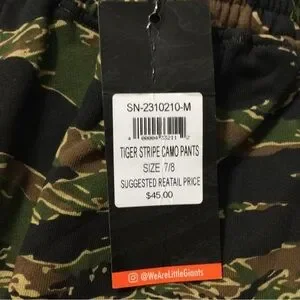 SN-2310210-M
TIGER STRIPE CAMO PANTS
SIZE 7/8
SUGGESTED REATAIL PRICE
$45.00
@WeAreLittleGiants